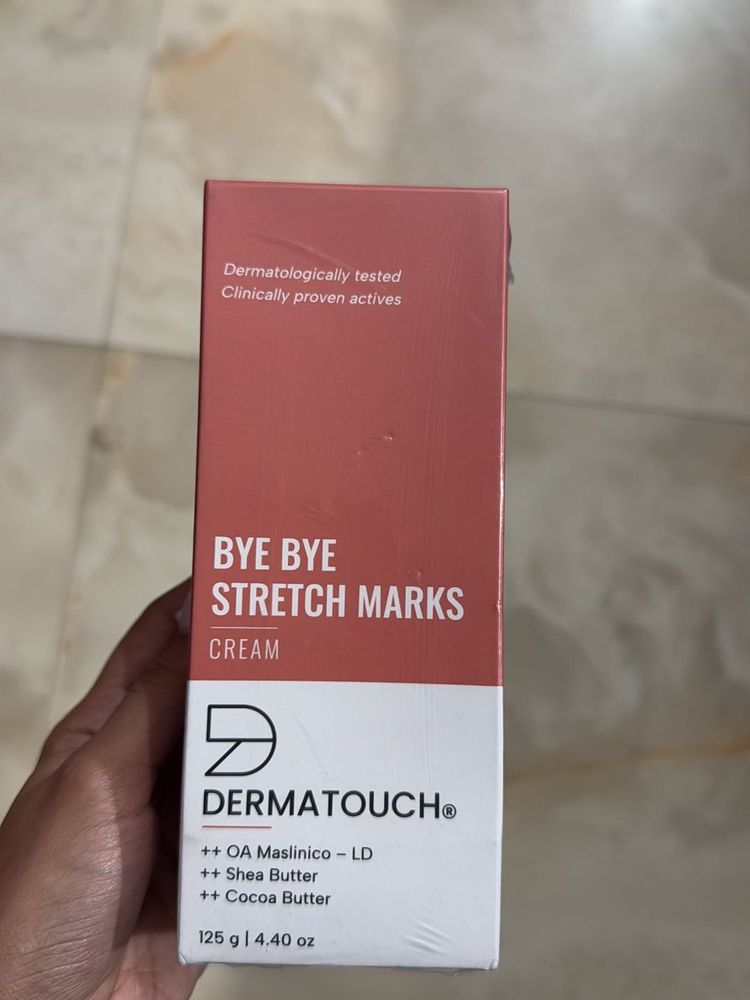 Dermatologically tested
Clinically proven actives
BYE BYE
STRETCH MARKS
CREAM
DERMATOUCH®
++ OA Maslinico – LD
++ Shea Butter
++ Cocoa Butter
125 g | 4.40 oz